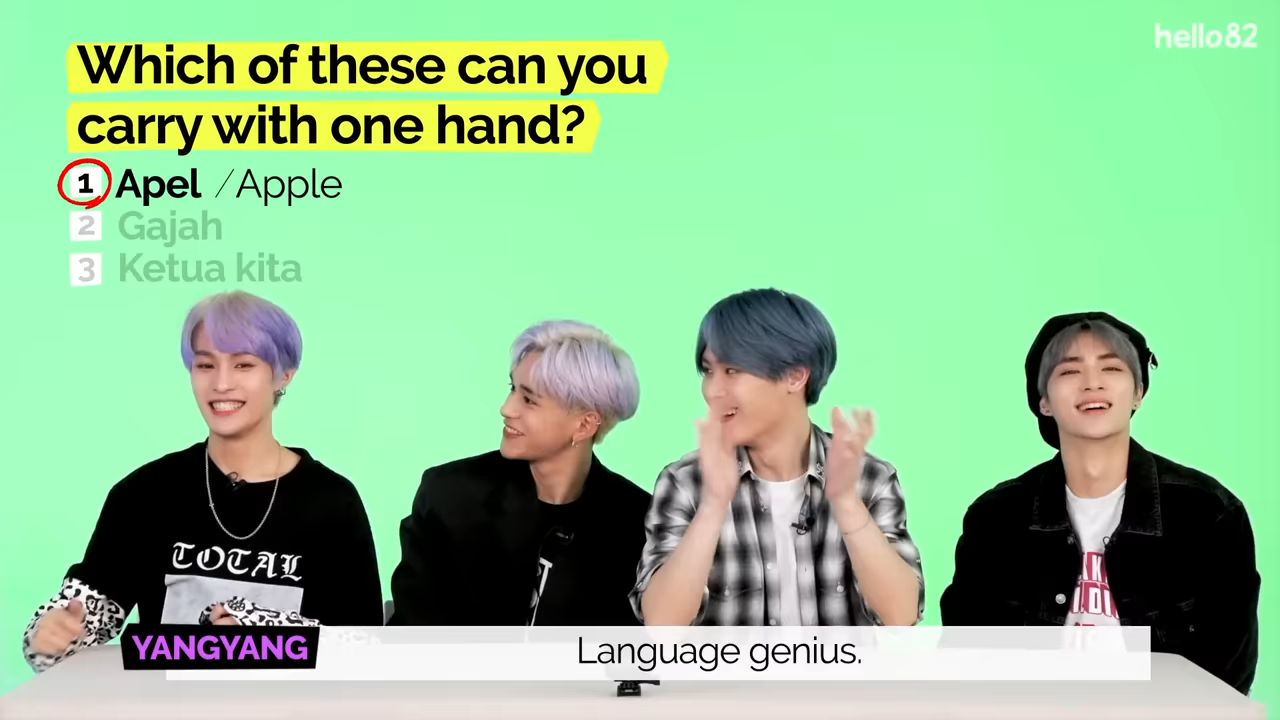 hello82
Which of these can you
carry with one hand?
1 Apel /Apple
2 Gajah
3 Ketua kita
TOTAL
YANGYANG
Language genius.